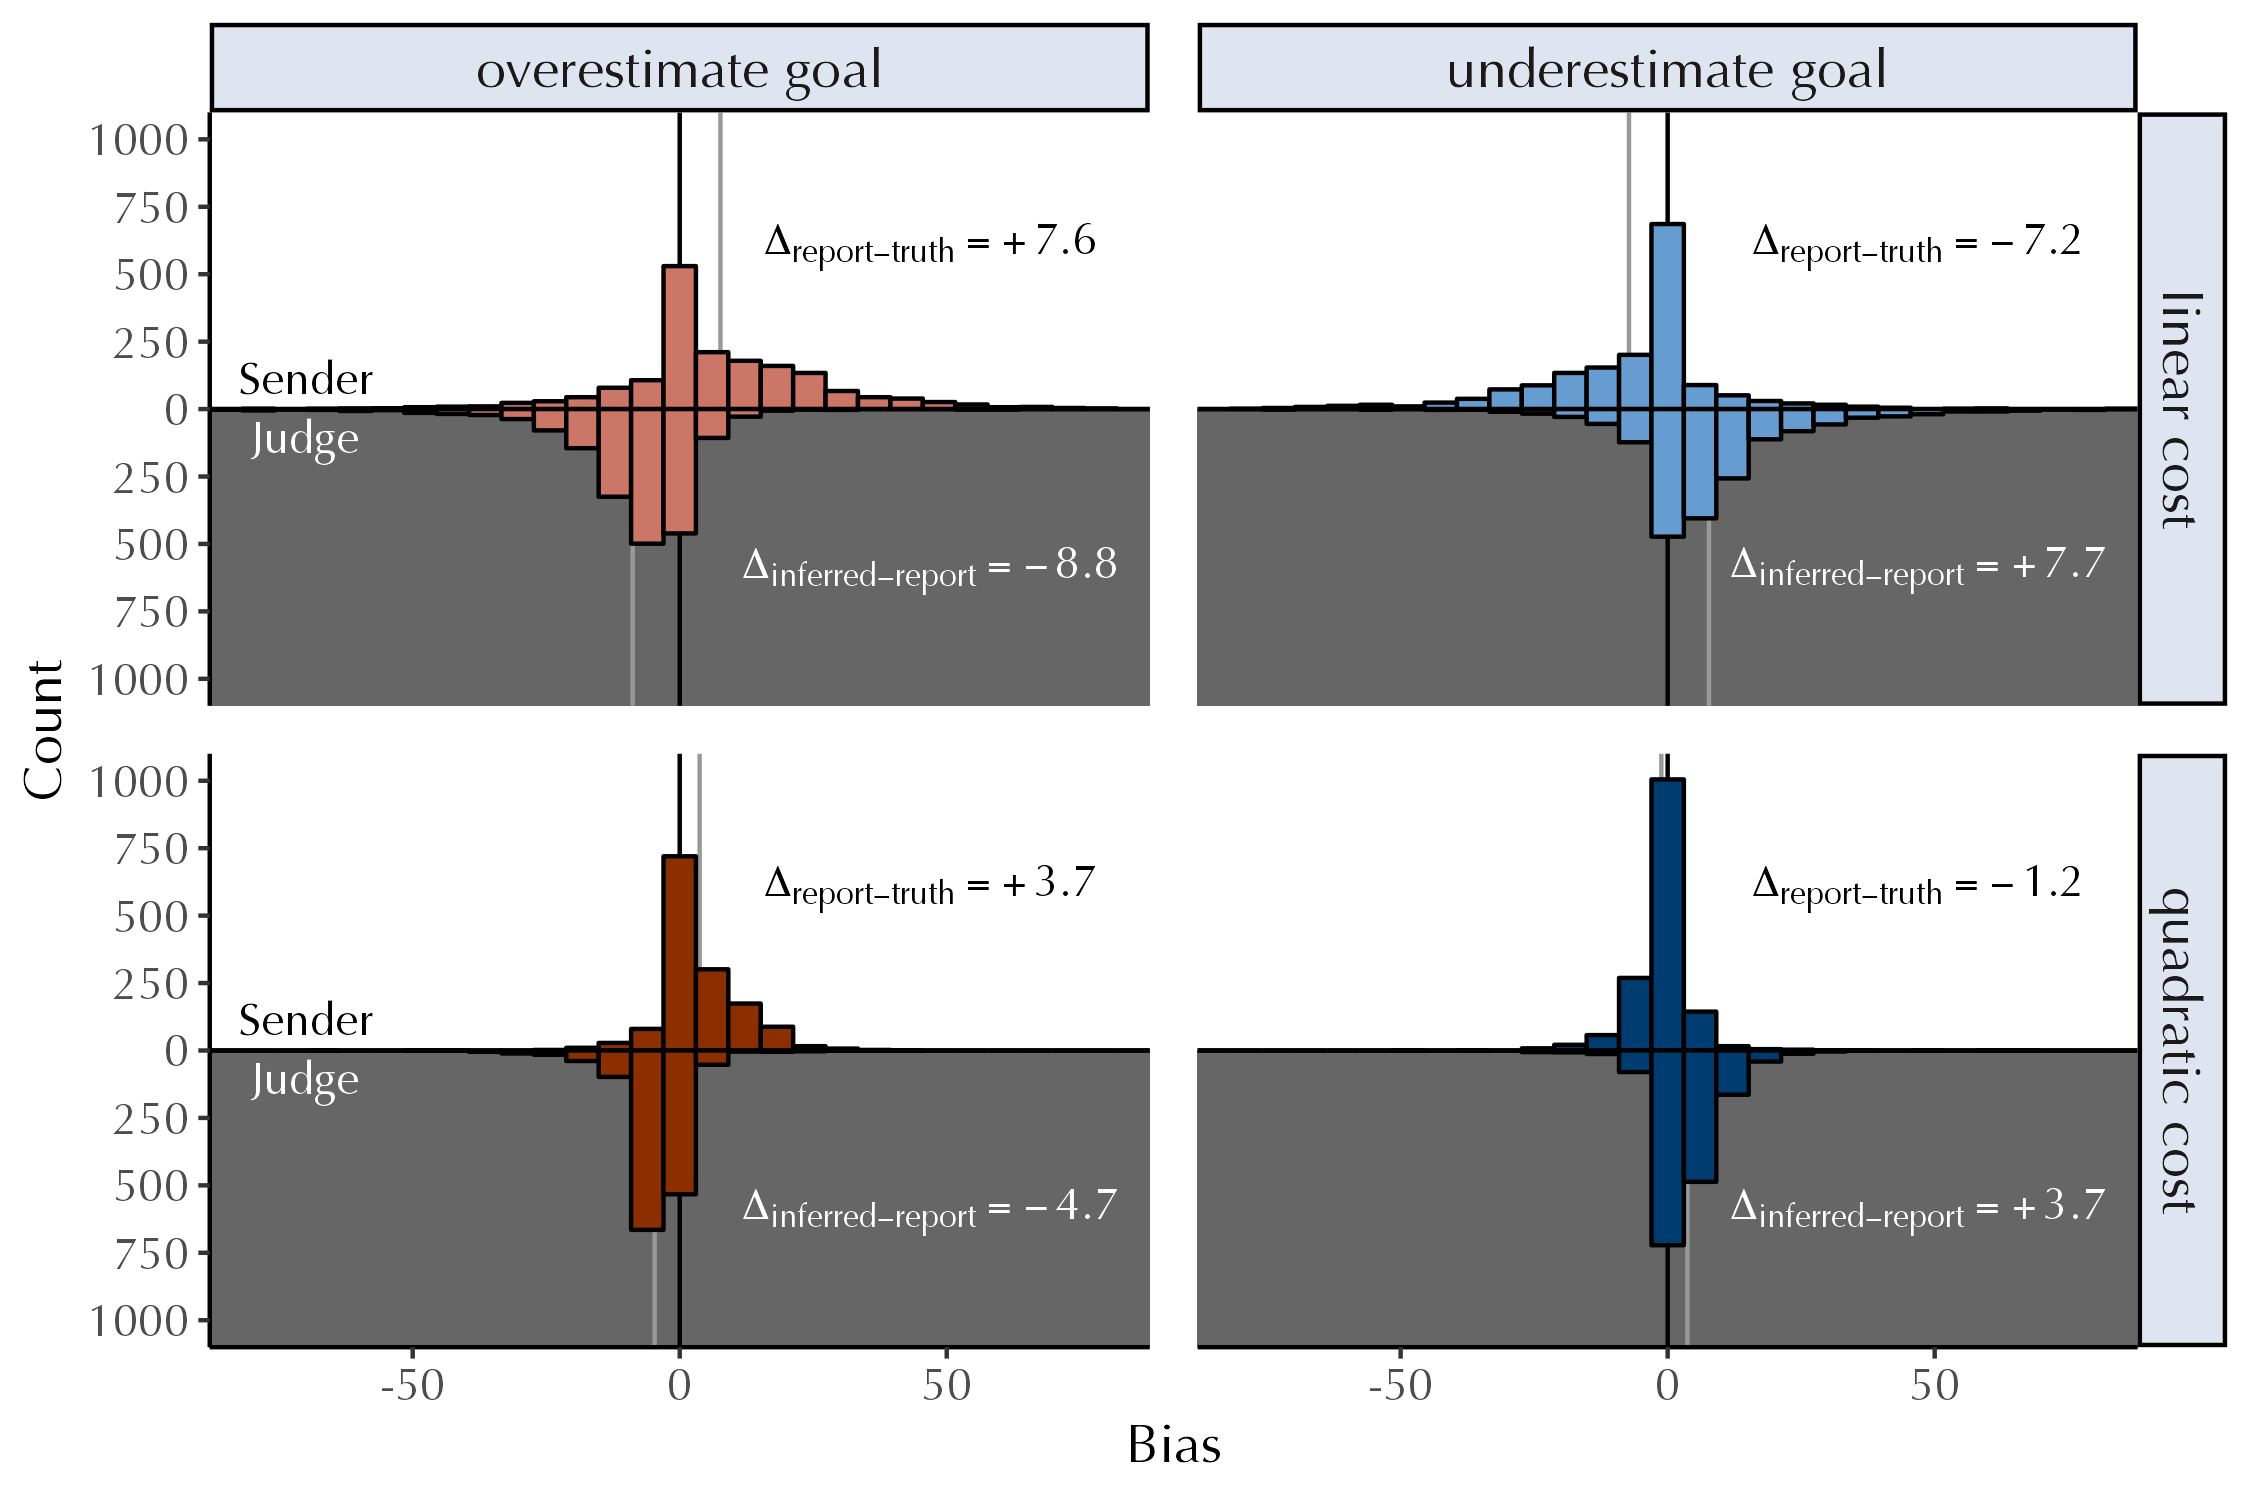 overestimate goal
underestimate goal
1000
750
500
250
0
250
500
750
1000
Sender
Judge
Δreport−truth = + 7.6
Δinferred−report = − 8.8
Δreport−truth = − 7.2
Δinferred−report = + 7.7
linear cost
Count
1000
750
500
250
0
250
500
750
1000
Sender
Judge
Δreport−truth = + 3.7
Δinferred−report = − 4.7
Δreport−truth = − 1.2
Δinferred−report = + 3.7
quadratic cost
-50 0 50
-50 0 50
Bias